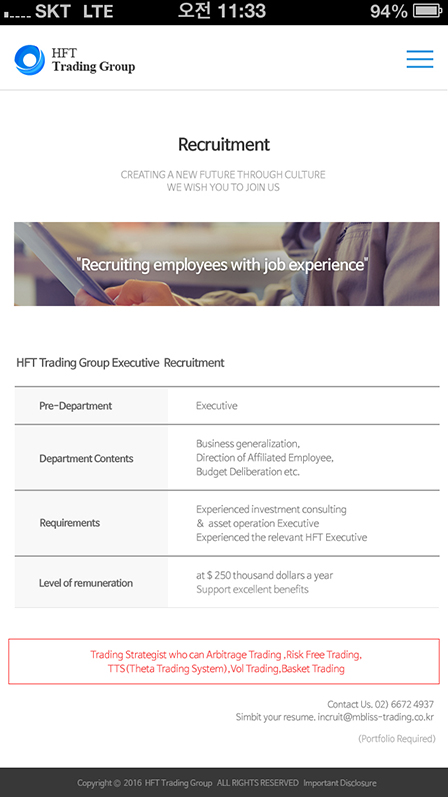 SKT LTE 오전 11:33 94%
HFT
Trading Group
Recruitment
CREATING A NEW FUTURE THROUGH CULTURE
WE WISH YOU TO JOIN US
"Recruiting employees with job experience"
HFT Trading Group Executive Recruitment
Pre-Department Executive
Department Contents
Business generalization,
Direction of Affiliated Employee,
Budget Deliberation etc.
Requirements
Experienced investment consulting
& asset operation Executive
Experienced the relevant HFT Executive
Level of remuneration
at $ 250 thousand dollars a year
Support excellent benefits
Trading Strategist who can Arbitrage Trading ,Risk Free Trading,
TTS(Theta Trading System),Vol Trading,Basket Trading
Contact Us. 02) 6672 4937
Simbit your resume. incruit@mbliss-trading.co.kr
(Portfolio Required)
Copyright © 2016 HFT Trading Group ALL RIGHTS RESERVED Important Disclosure